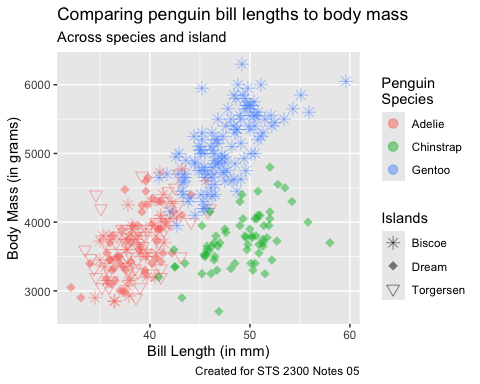 Comparing penguin bill lengths to body mass
Across species and island
6000
5000
4000
3000
Body Mass (in grams)
40
50
60
Bill Length (in mm)
Penguin
Species
Adelie
Chinstrap
Gentoo
Islands
Biscoe
Dream
Torgersen
Created for STS 2300 Notes 05